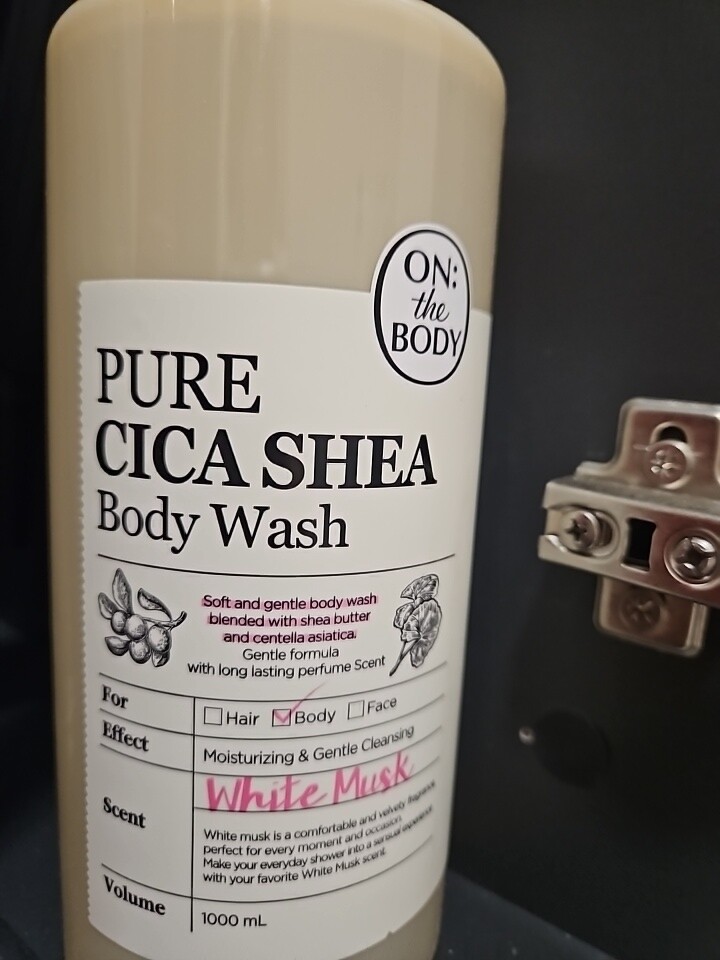 ON:
the
BODY
PURE
CICA SHEA
Body Wash
Soft and gentle body wash
blended with shea butter
and centella asiatica.
Gentle formula
with long lasting perfume Scent
For
Hair Body Face
Effect
Moisturizing & Gentle Cleansing
Scent
White Musk
White musk is a comfortable and velvety fragrance,
perfect for every moment and occasion.
Make your everyday shower into a sensual experience
with your favorite White Musk scent.
Volume
1000 mL